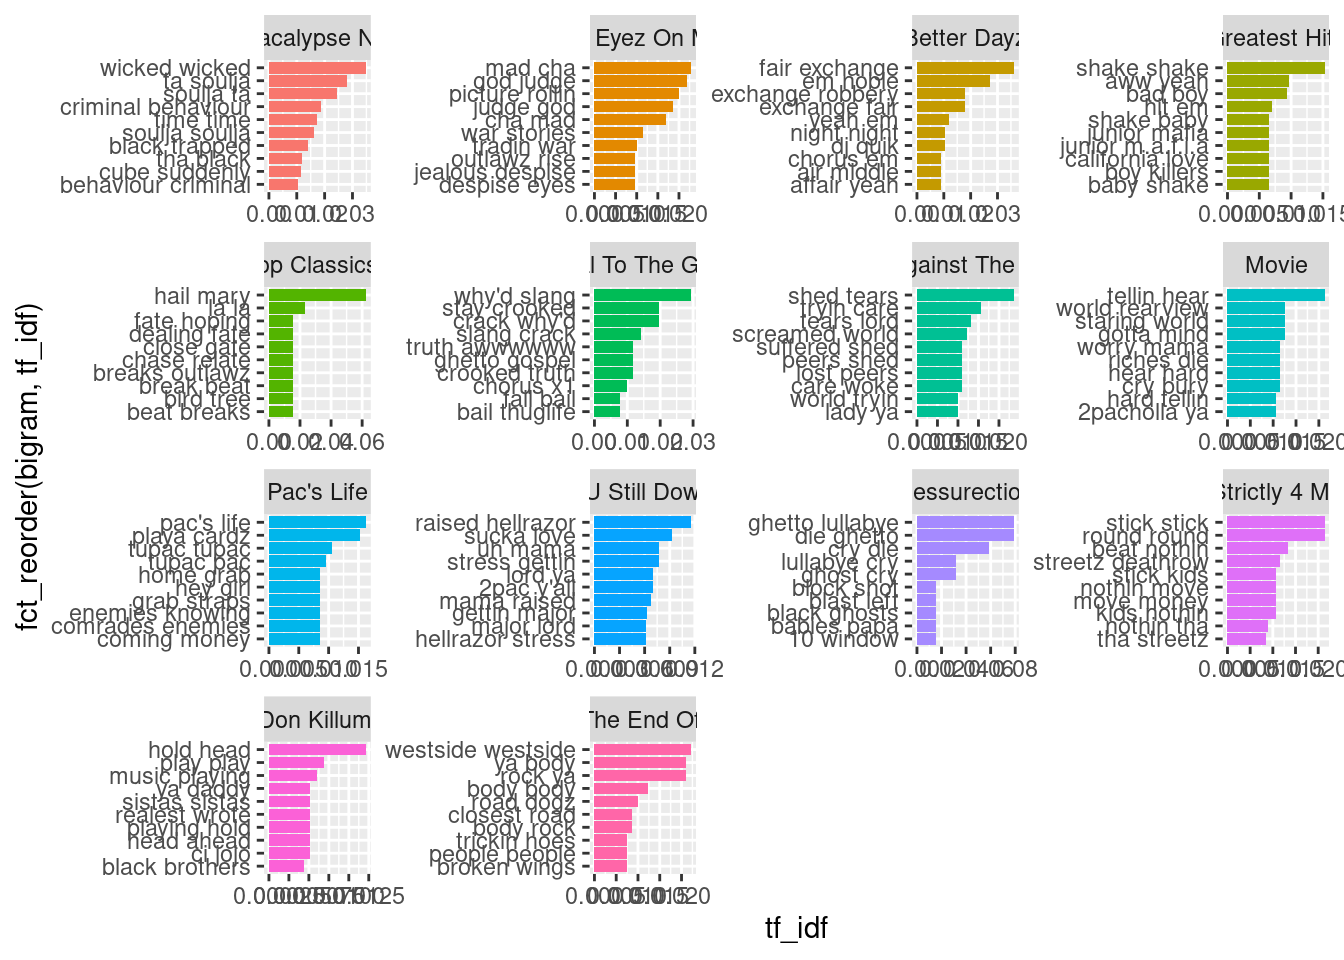 acalypse N
wicked wicked
ta soulja
soulja ta
criminal behaviour
time time
soulja soulja
black trapped
tha black
cube suddenly
behaviour criminal
Eyez On M
mad cha
god judge
picture rollin
judge god
cha mad
war stories
tradin war
outlawz rise
jealous despise
despise eyes
Better Dayz
fair exchange
em noble
exchange robbery
exchange fair
yeah em
night night
dj quik
chorus em
air middle
affair yeah
Greatest Hit
shake shake
aww yeah
bad boy
hit em
shake baby
junior mafia
junior m.a.f.i.a
california love
boy killers
baby shake
op Classics
hail mary
la la
fate hoping
dealing fate
close gate
chase relate
breaks outlawz
break beat
bird tree
beat breaks
l To The G
why'd slang
stay crooked
crack why'd
slang crack
truth awwwwww
ghetto gospel
crooked truth
chorus x1
fall bail
bail thuglife
gainst The
shed tears
tryin care
tears lord
screamed world
suffered shed
peers shed
lost peers
care woke
world tryin
lady ya
Movie
tellin hear
world rearview
staring world
gotta mind
worry mama
riches die
hear hard
cry bury
hard tellin
2pacholla ya
Pac's Life
pac's life
playa cardz
tupac tupac
tupac pac
home grab
hey girl
grab straps
enemies knowing
comrades enemies
coming money
U Still Dow
raised hellrazor
sucka love
uh mama
stress gettin
lord ya
2pac y'all
mama raised
gettin major
major lord
hellrazor stress
essurectio
ghetto lullabye
die ghetto
cry die
lullabye cry
ghost cry
block shot
blast left
black ghosts
babies papa
10 window
Strictly 4 M
stick stick
round round
beat nothin
streetz deathrow
stick kids
nothin move
move money
kids nothin
nothin tha
tha streetz
Don Killum
hold head
play play
music playing
ya daddy
sistas sistas
realest wrote
playing hold
head ahead
ci jojo
black brothers
The End Of
westside westside
ya body
rock ya
body body
road dogz
closest road
body rock
trickin hoes
people people
broken wings
fct_reorder(bigram, tf_idf)
tf_idf